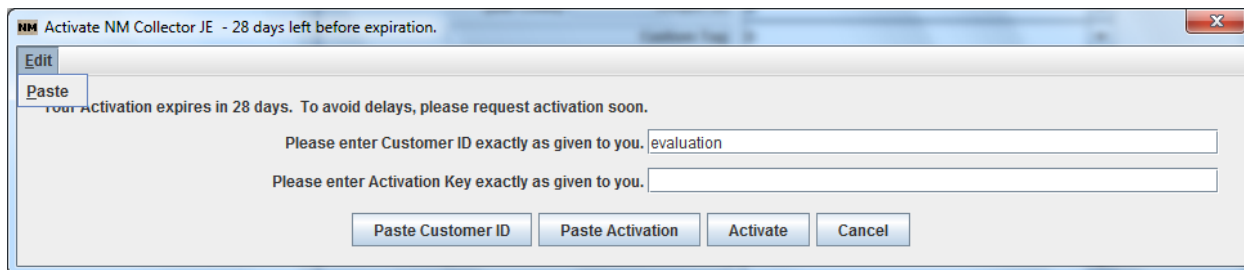 NM Activate NM Collector JE - 28 days left before expiration.
Edit
Paste
Your Activation expires in 28 days. To avoid delays, please request activation soon.
Please enter Customer ID exactly as given to you. evaluation
Please enter Activation Key exactly as given to you.
Paste Customer ID Paste Activation Activate Cancel